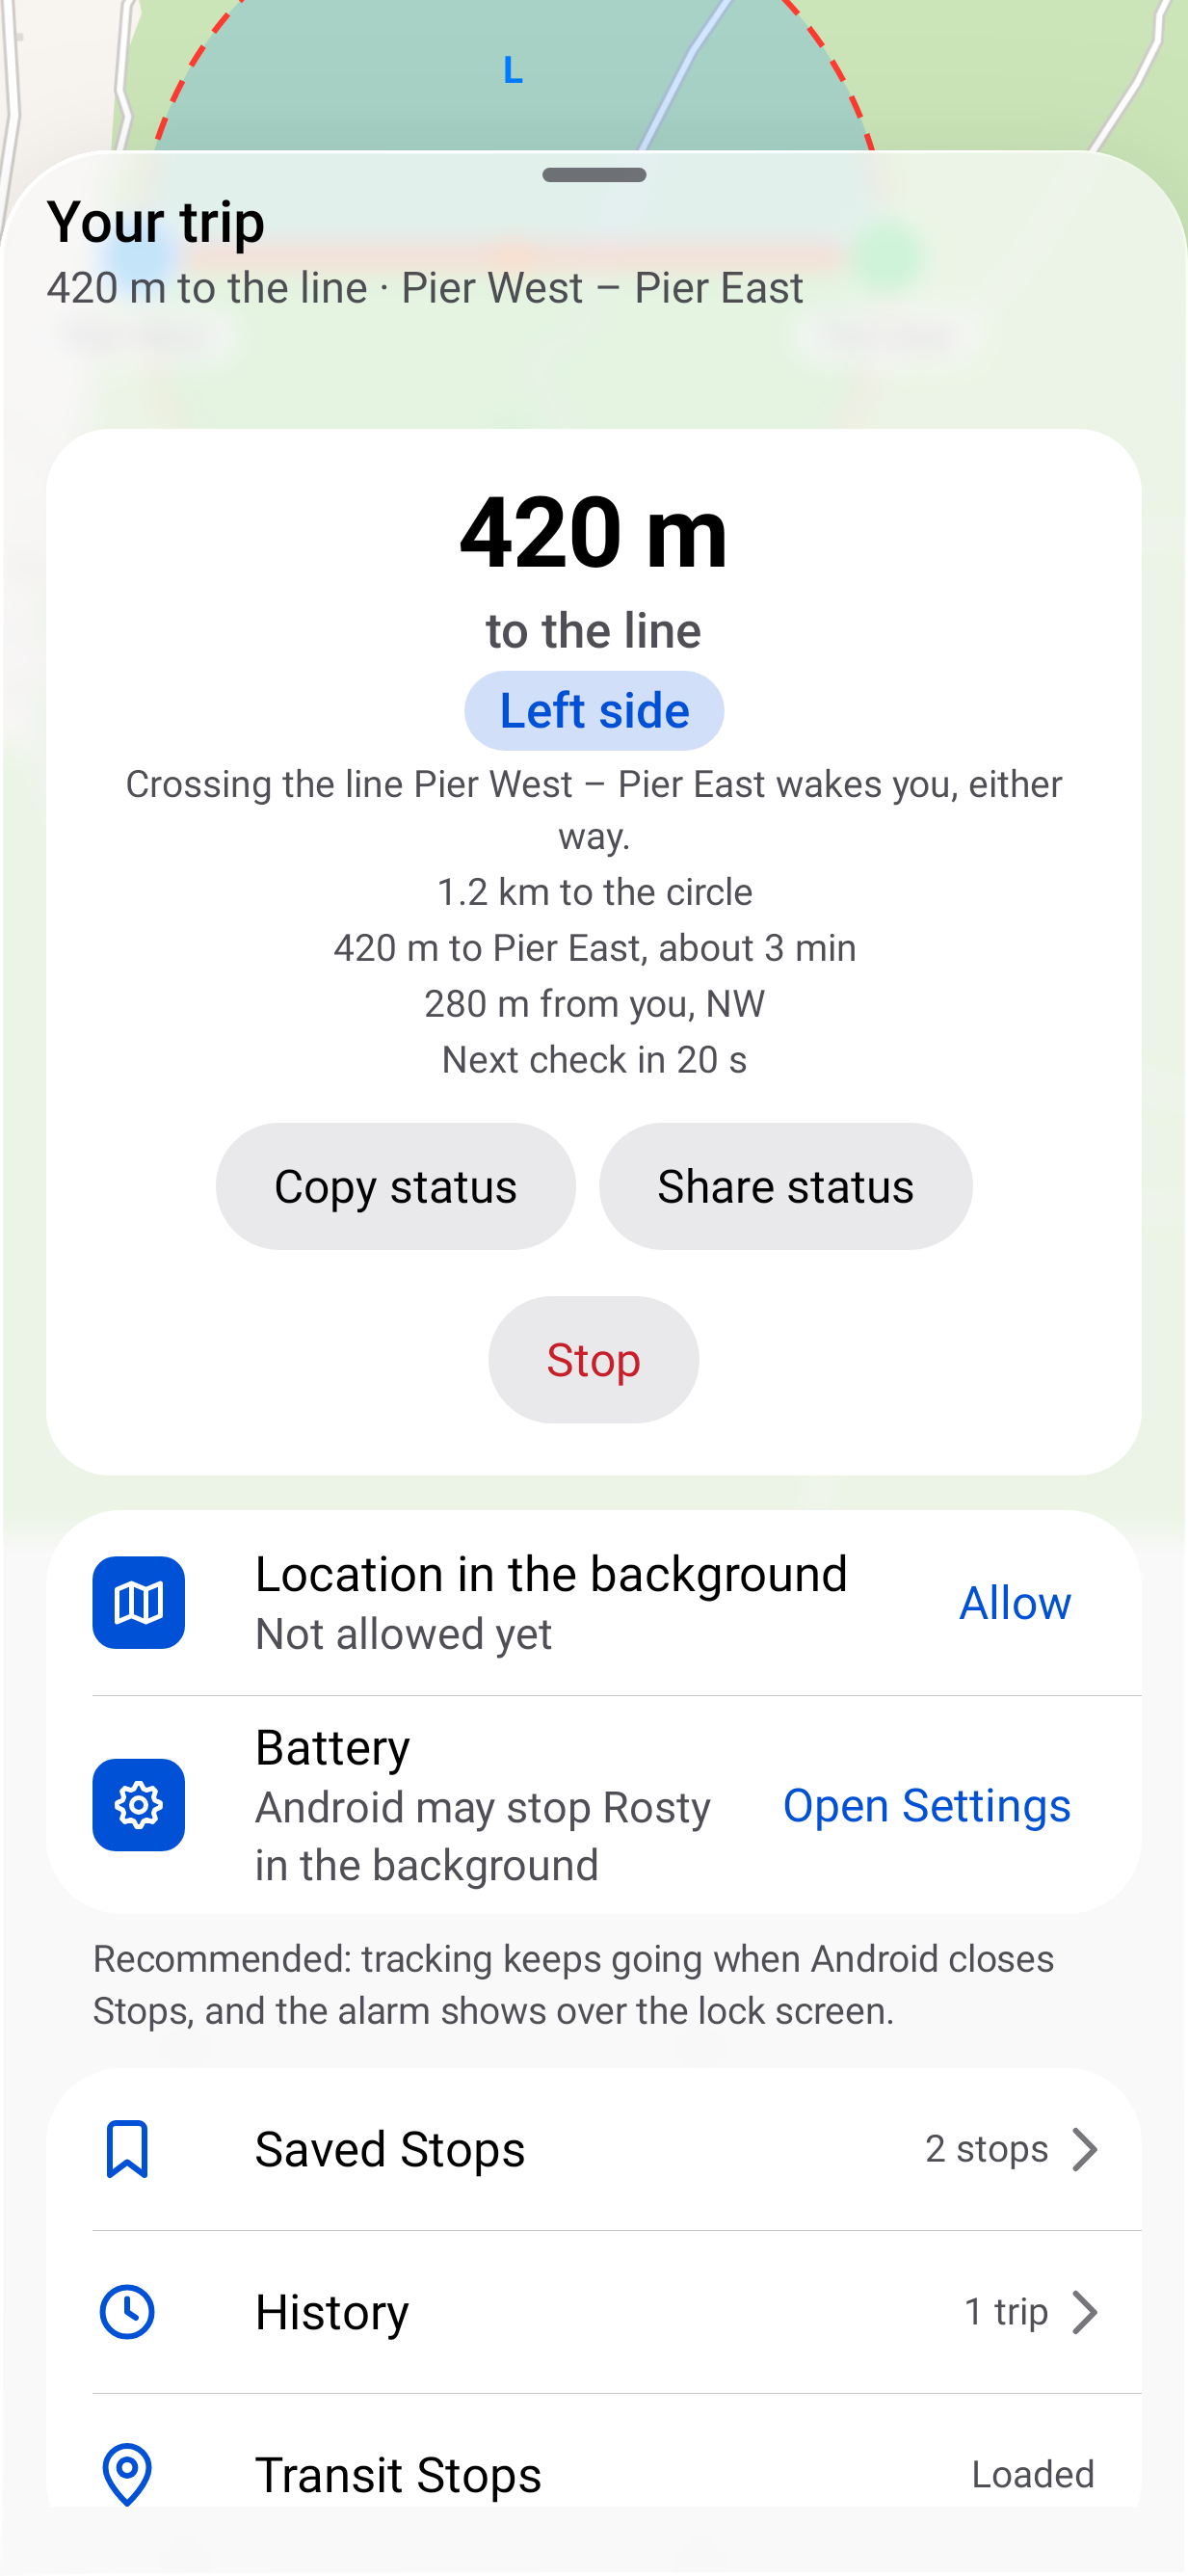 L
Your trip
420 m to the line · Pier West – Pier East
420 m
to the line
Left side
Crossing the line Pier West – Pier East wakes you, either
way.
1.2 km to the circle
420 m to Pier East, about 3 min
280 m from you, NW
Next check in 20 s
Copy status
Share status
Stop
Location in the background
Not allowed yet
Allow
Battery
Android may stop Rosty
in the background
Open Settings
Recommended: tracking keeps going when Android closes
Stops, and the alarm shows over the lock screen.
Saved Stops
2 stops
History
1 trip
Transit Stops
Loaded